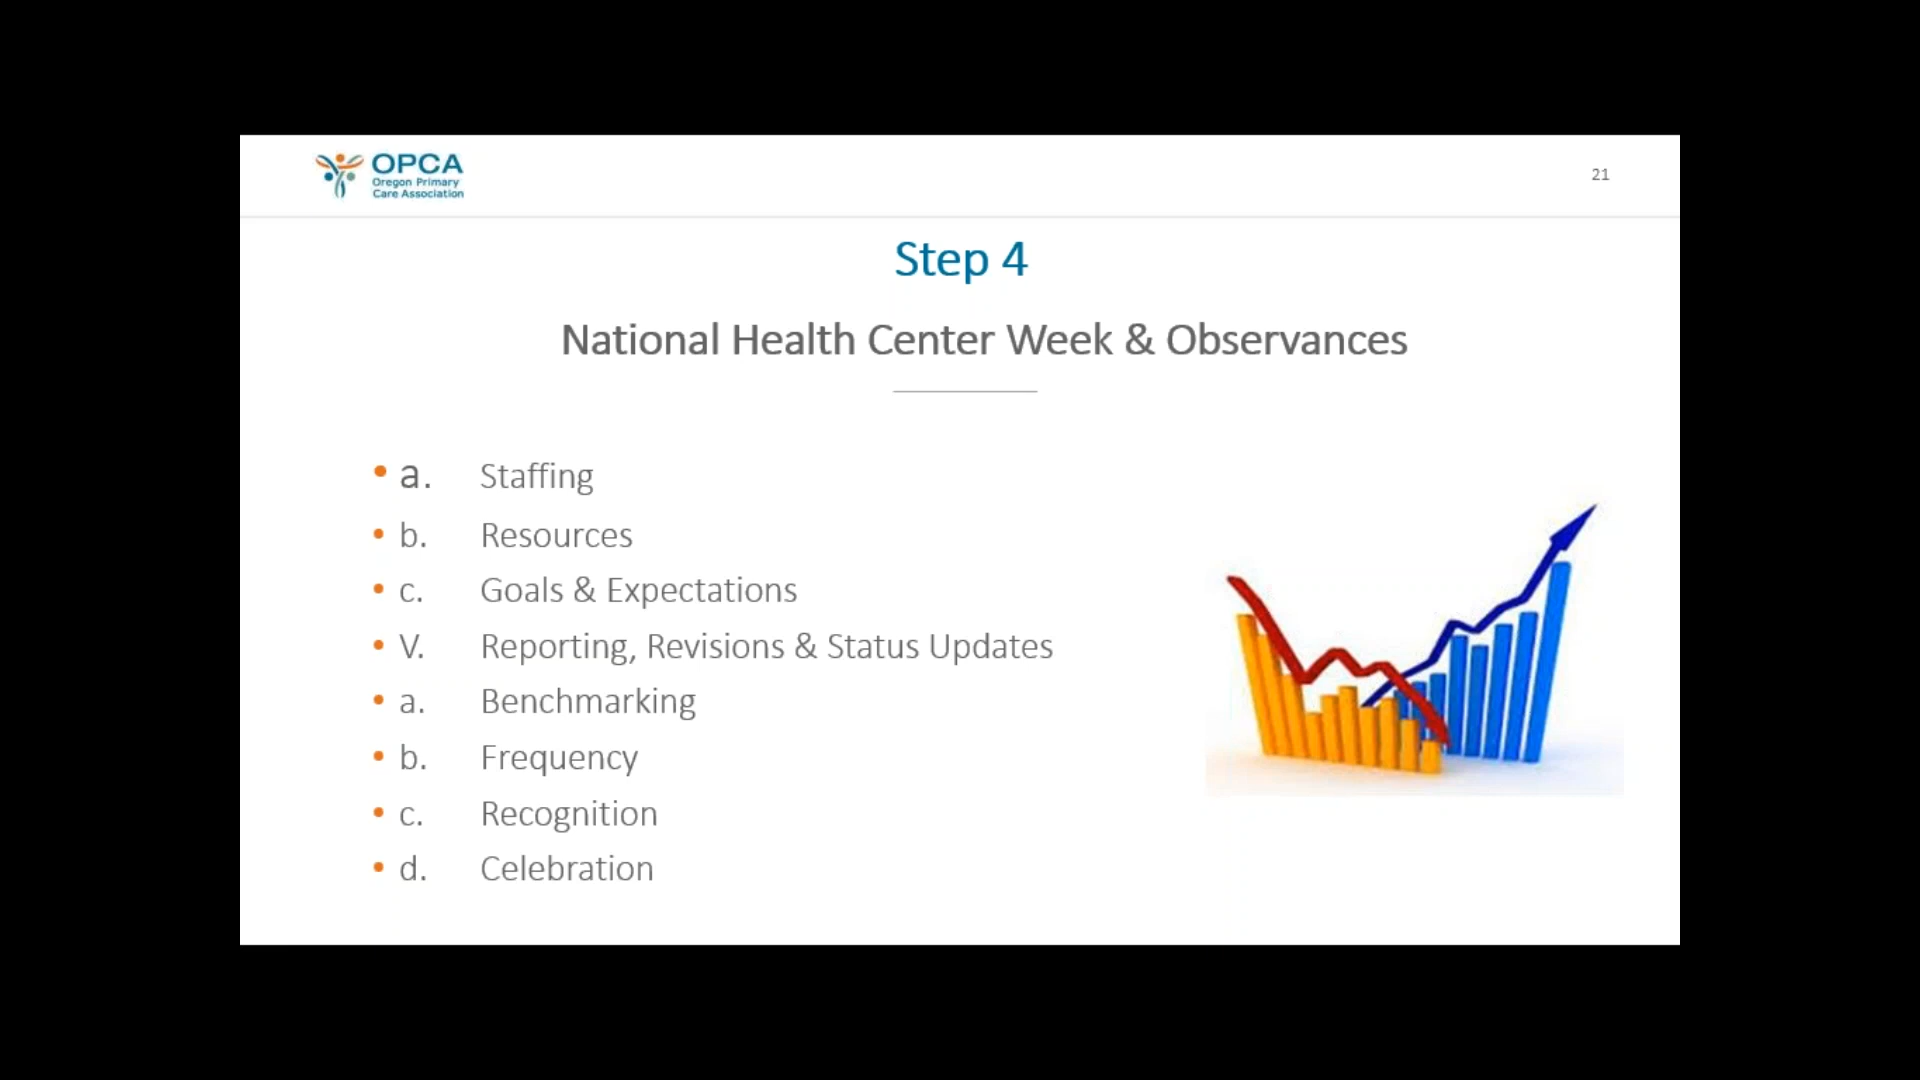 OPCA
Oregon Primary
Care Association
21
Step 4
National Health Center Week & Observances
• a. Staffing
• b. Resources
• c. Goals & Expectations
• V. Reporting, Revisions & Status Updates
• a. Benchmarking
• b. Frequency
• c. Recognition
• d. Celebration